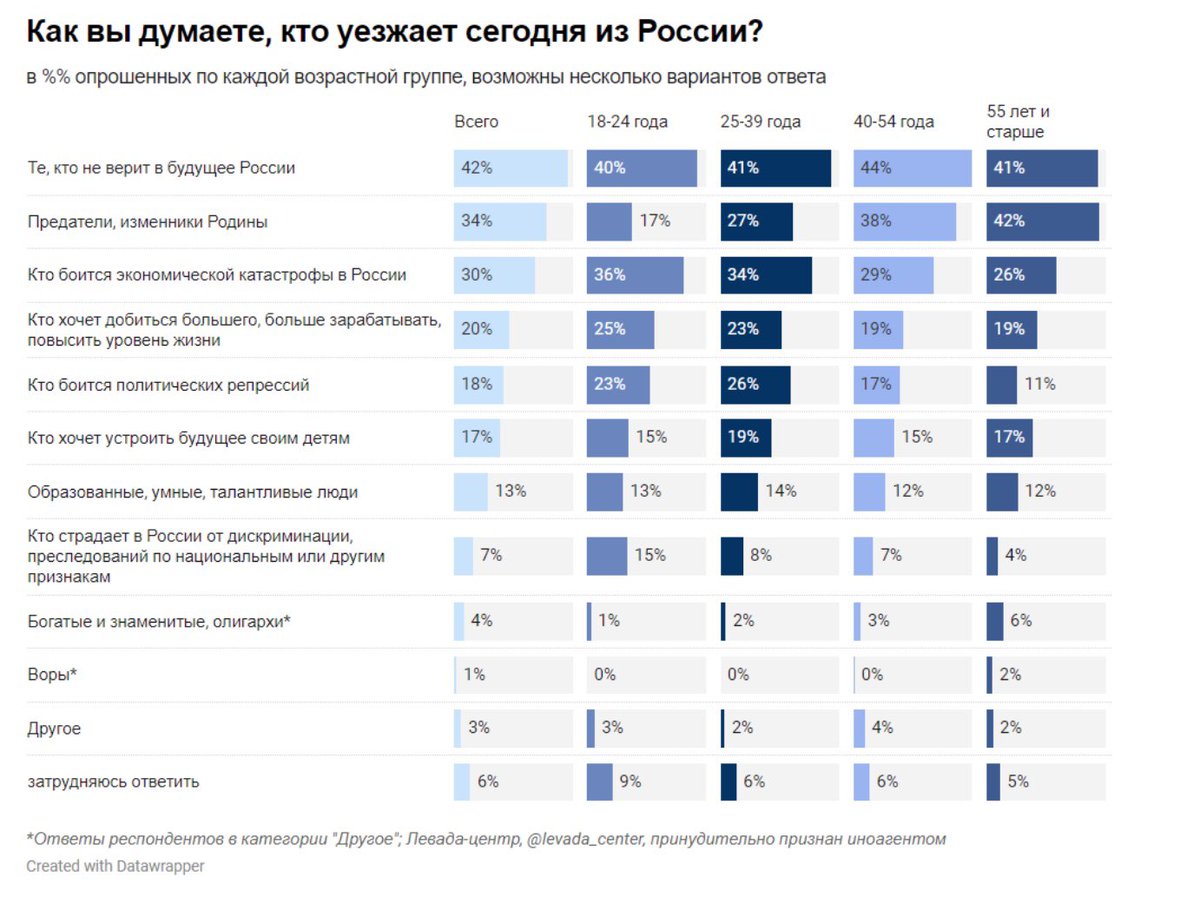 Как вы думаете, кто уезжает сегодня из России?
в %% опрошенных по каждой возрастной группе, возможны несколько вариантов ответа
Всего 18-24 года 25-39 года 40-54 года 55 лет и
старше
Те, кто не верит в будущее России 42% 40% 41% 44% 41%
Предатели, изменники Родины 34% 17% 27% 38% 42%
Кто боится экономической катастрофы в России 30% 36% 34% 29% 26%
Кто хочет добиться большего, больше зарабатывать,
повысить уровень жизни 20% 25% 23% 19% 19%
Кто боится политических репрессий 18% 23% 26% 17% 11%
Кто хочет устроить будущее своим детям 17% 15% 19% 15% 17%
Образованные, умные, талантливые люди 13% 13% 14% 12% 12%
Кто страдает в России от дискриминации,
преследований по национальным или другим 7% 15% 8% 7% 4%
признакам
Богатые и знаменитые, олигархи* 4% 1% 2% 3% 6%
Воры* 1% 0% 0% 0% 2%
Другое 3% 3% 2% 4% 2%
затрудняюсь ответить 6% 9% 6% 6% 5%
*Ответы респондентов в категории "Другое"; Левада-центр, @levada_center, принудительно признан иноагентом
Created with Datawrapper